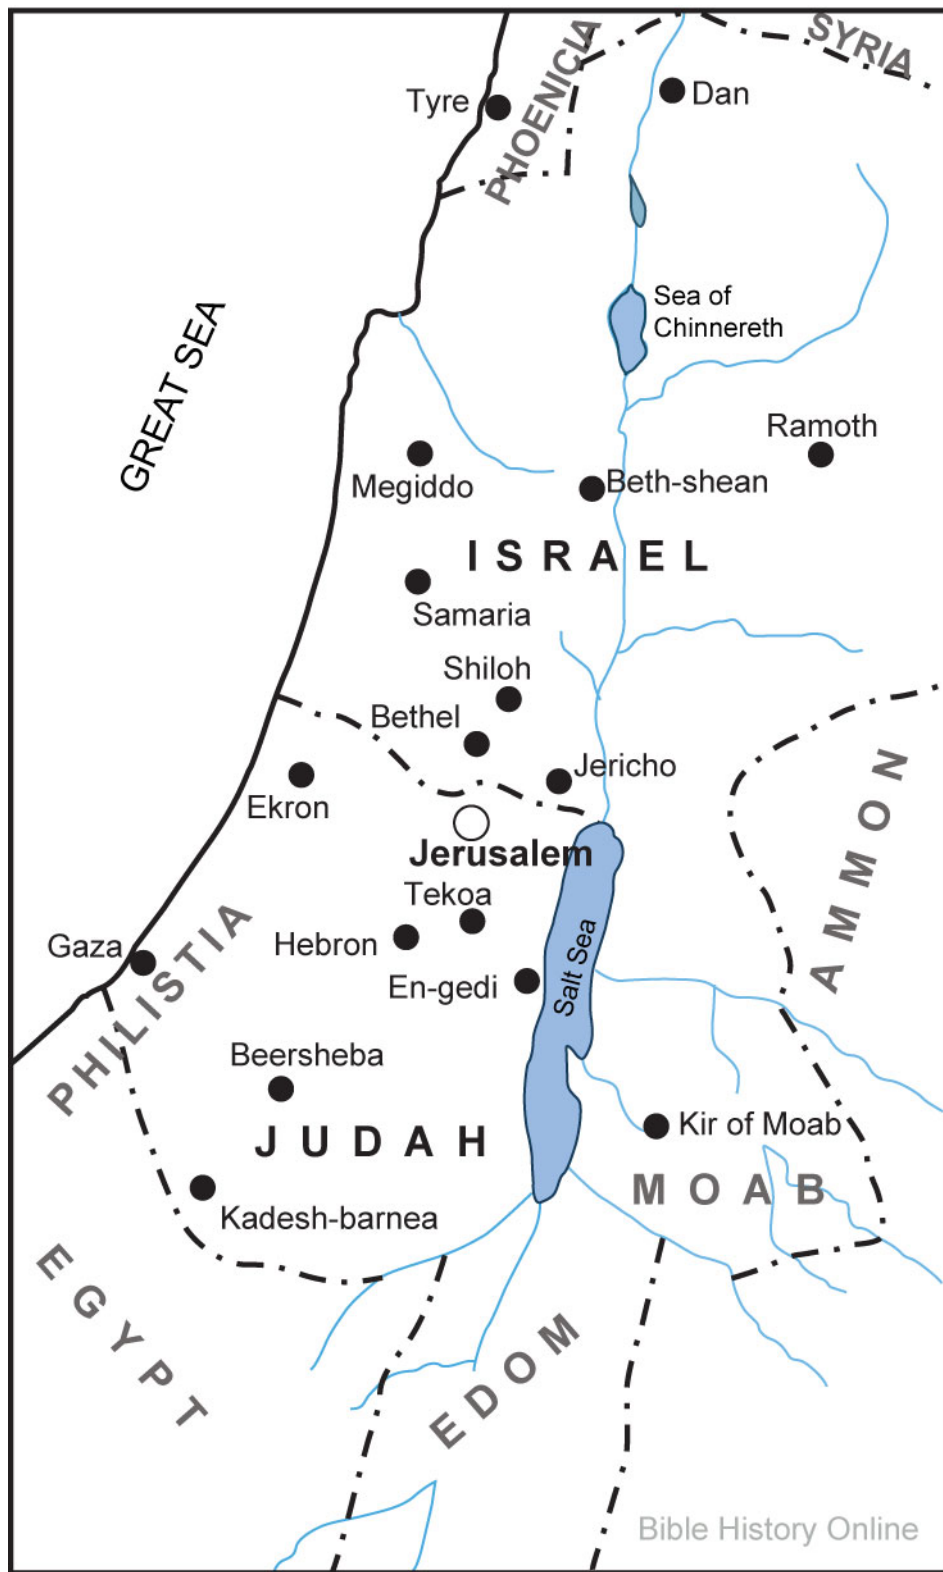 SYRIA
PHOENICIA
Tyre
Dan
Sea of
Chinnereth
GREAT SEA
Ramoth
Megiddo
Beth-shean
ISRAEL
Samaria
Shiloh
Bethel
Jericho
Ekron
AMMON
Jerusalem
Tekoa
Gaza
Hebron
PHILISTIA
Salt Sea
En-gedi
Beersheba
Kir of Moab
JUDAH
MOAB
Kadesh-barnea
EGYPT
EDOM
Bible History Online